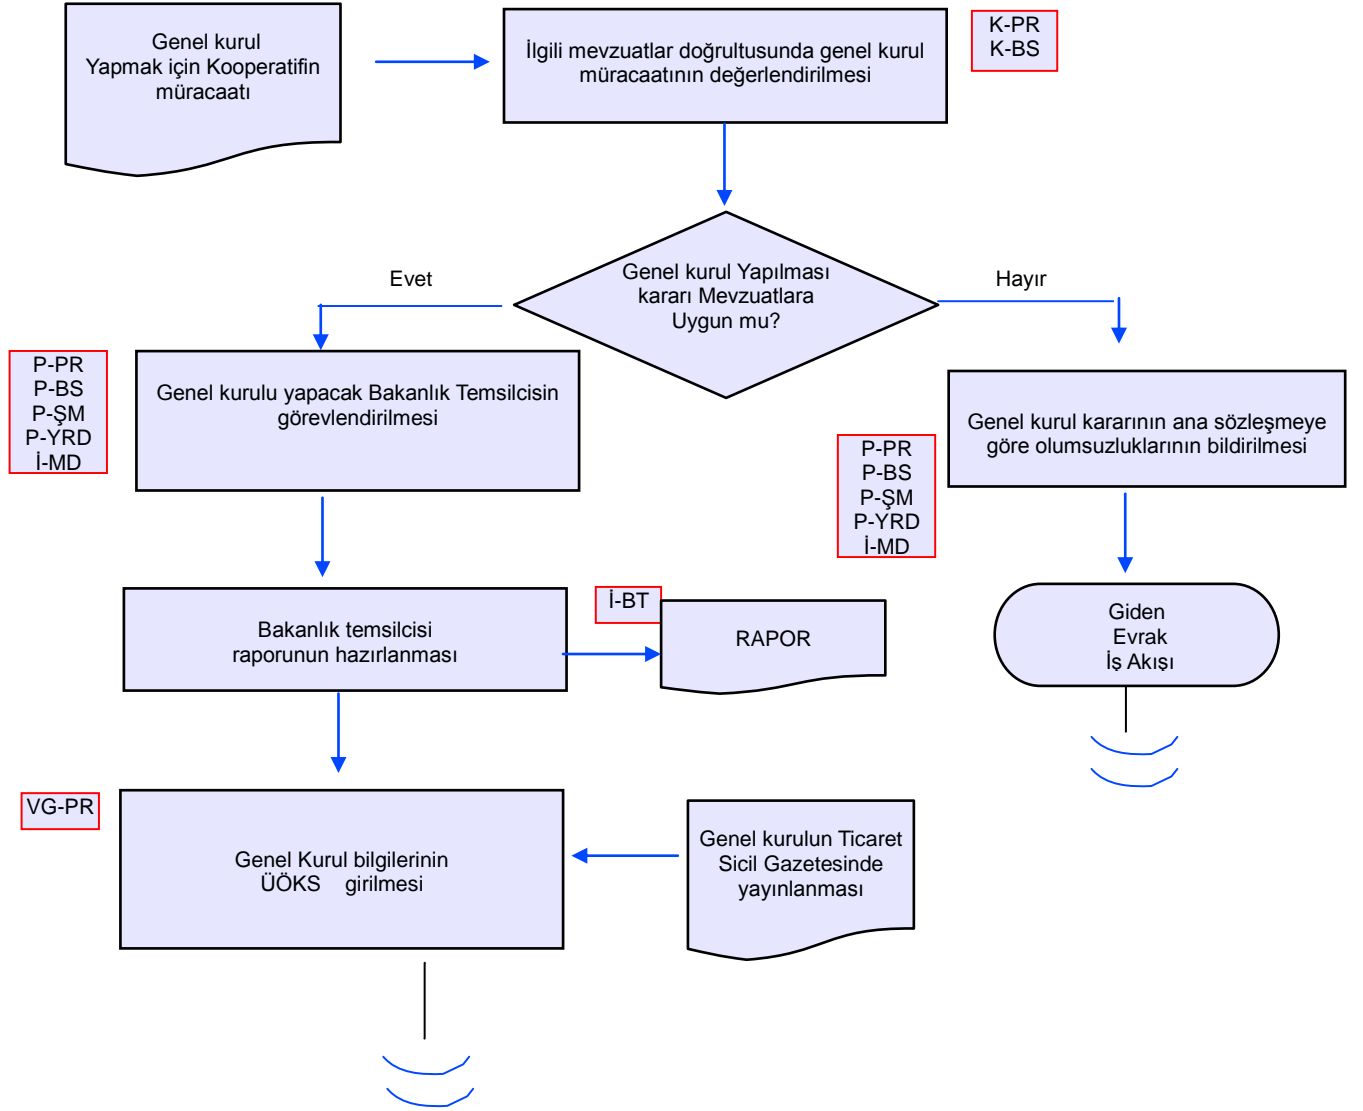 Genel kurul
Yapmak için Kooperatifin
müracaatı
İlgili mevzuatlar doğrultusunda genel kurul
müracaatının değerlendirilmesi
K-PR
K-BS
Genel kurul Yapılması
kararı Mevzuatlara
Uygun mu?
Evet
Hayır
P-PR
P-BS
P-ŞM
P-YRD
İ-MD
Genel kurulu yapacak Bakanlık Temsilcisin
görevlendirilmesi
P-PR
P-BS
P-ŞM
P-YRD
İ-MD
Genel kurul kararının ana sözleşmeye
göre olumsuzluklarının bildirilmesi
Bakanlık temsilcisi
raporunun hazırlanması
İ-BT
RAPOR
Giden
Evrak
İş Akışı
VG-PR
Genel Kurul bilgilerinin
ÜÖKS girilmesi
Genel kurulun Ticaret
Sicil Gazetesinde
yayınlanması